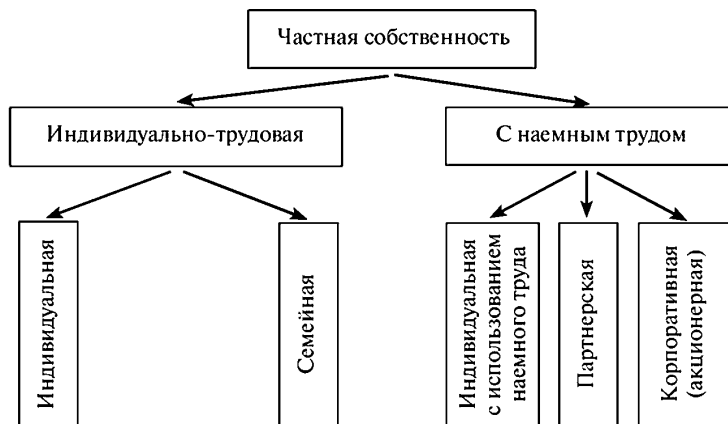 Частная собственность
Индивидуально-трудовая
С наемным трудом
Индивидуальная
Семейная
Индивидуальная
с использованием
наемного труда
Партнерская
Корпоративная
(акционерная)